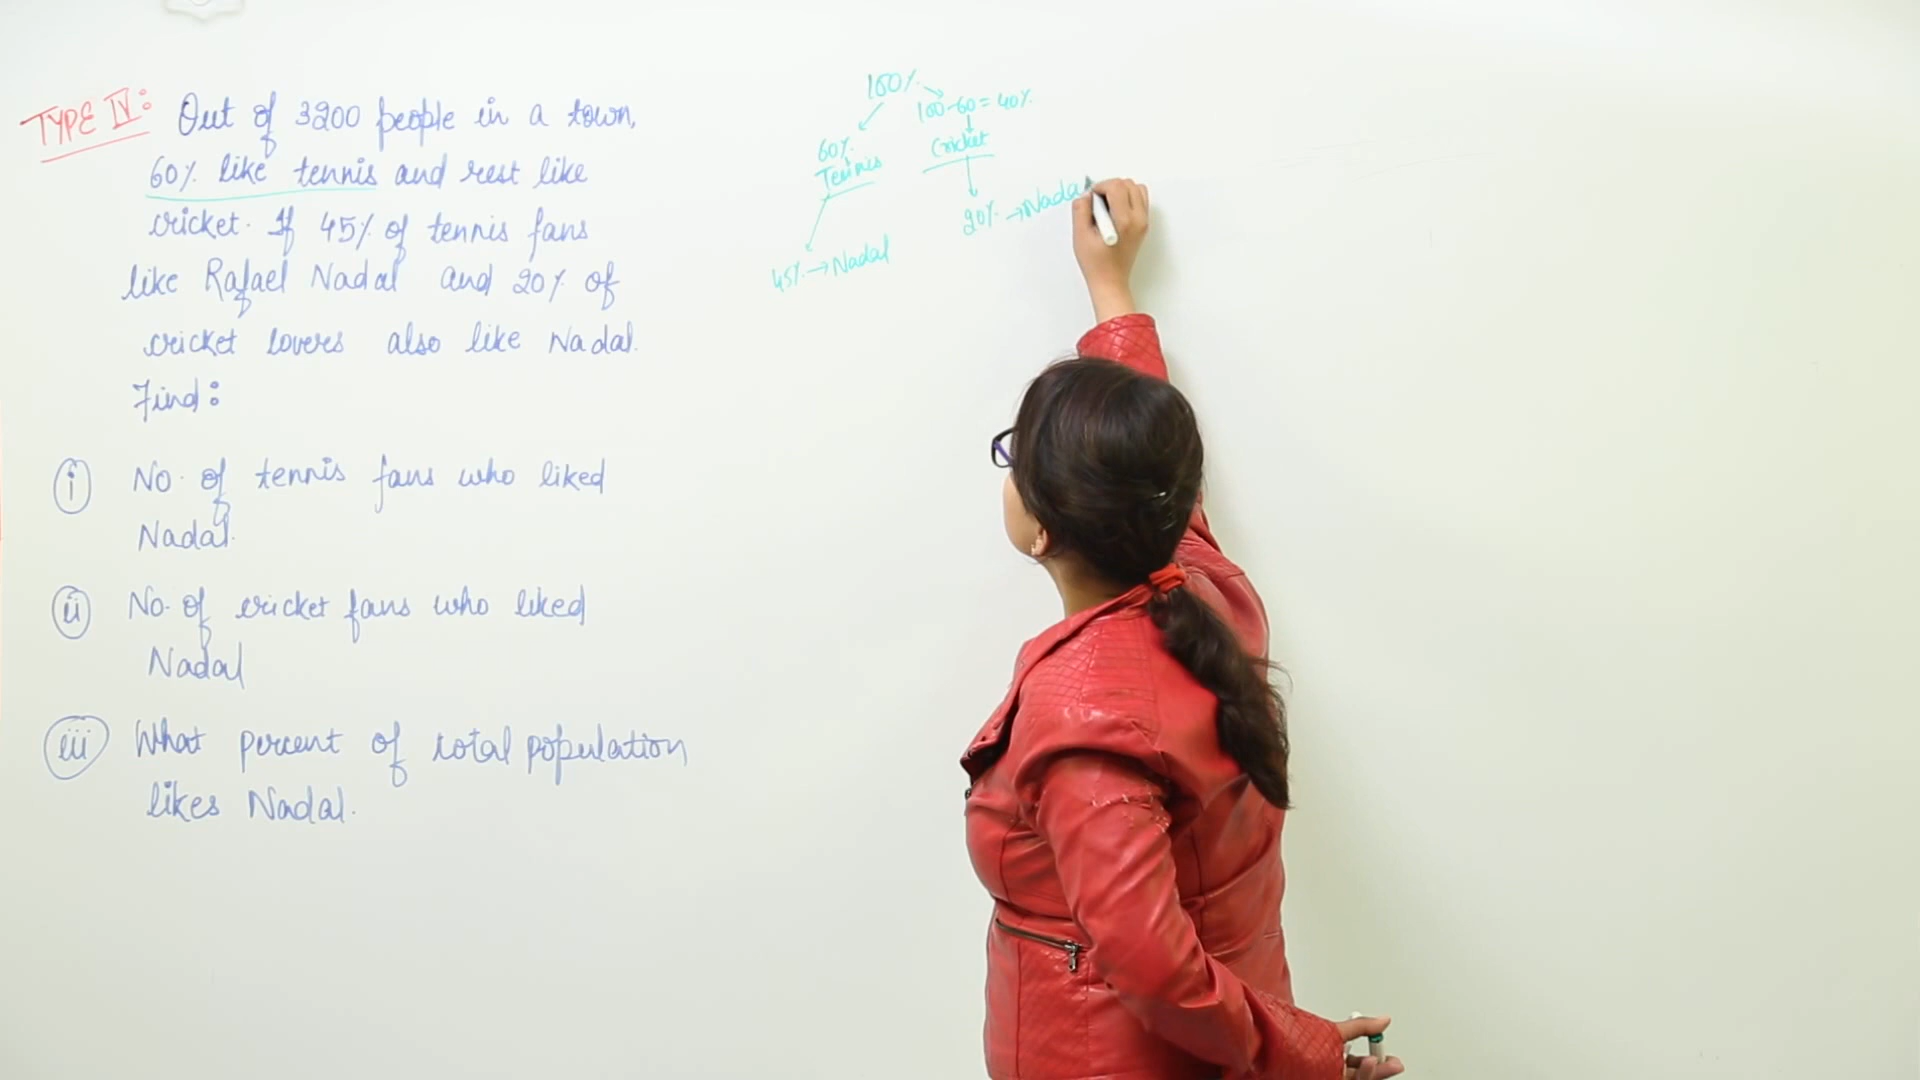 TYPE IV: Out of 3200 people in a town,
60% like tennis and rest like
cricket. If 45% of tennis fans
like Rafael Nadal and 20% of
cricket lovers also like Nadal.
Find:
i No. of tennis fans who liked
Nadal.
ii No. of cricket fans who liked
Nadal
iii What percent of total population
likes Nadal.
100%
100-60=40%
60%
Tennis
Cricket
45% → Nadal
20% → Nada